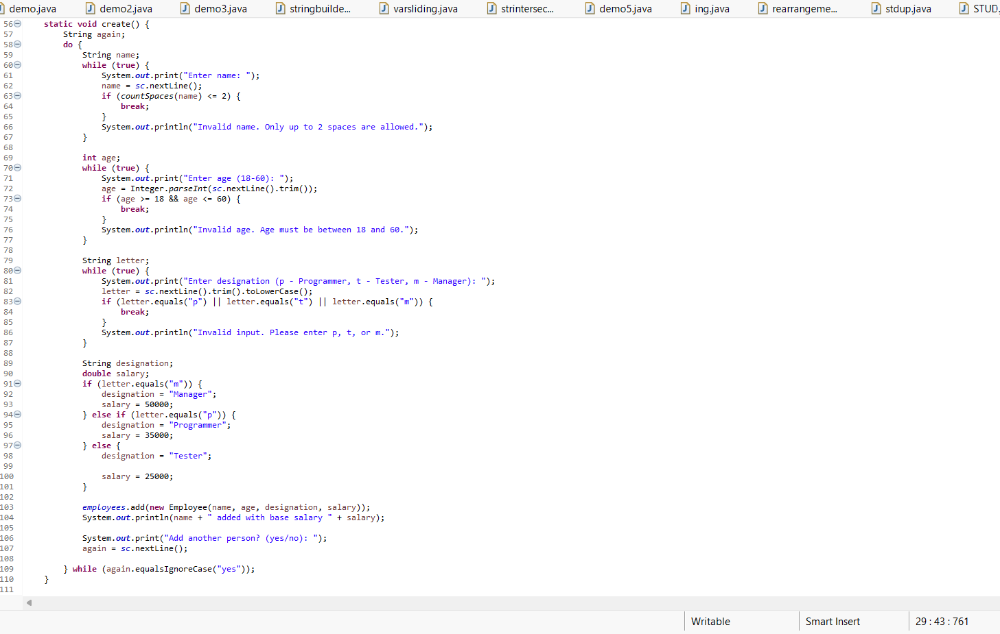 demo.java demo2.java demo3.java stringbuilde... varsliding.java strintersec... demo5.java ing.java rearrangeme... stdup.java STUD
56 static void create() {
57 String again;
58 do {
59 String name;
60 while (true) {
61 System.out.print("Enter name: ");
62 name = sc.nextLine();
63 if (countSpaces(name) <= 2) {
64 break;
65 }
66 System.out.println("Invalid name. Only up to 2 spaces are allowed.");
67 }
68
69 int age;
70 while (true) {
71 System.out.print("Enter age (18-60): ");
72 age = Integer.parseInt(sc.nextLine().trim());
73 if (age >= 18 && age <= 60) {
74 break;
75 }
76 System.out.println("Invalid age. Age must be between 18 and 60.");
77 }
78
79 String letter;
80 while (true) {
81 System.out.print("Enter designation (p - Programmer, t - Tester, m - Manager): ");
82 letter = sc.nextLine().trim().toLowerCase();
83 if (letter.equals("p") || letter.equals("t") || letter.equals("m")) {
84 break;
85 }
86 System.out.println("Invalid input. Please enter p, t, or m.");
87 }
88
89 String designation;
90 double salary;
91 if (letter.equals("m")) {
92 designation = "Manager";
93 salary = 50000;
94 } else if (letter.equals("p")) {
95 designation = "Programmer";
96 salary = 35000;
97 } else {
98 designation = "Tester";
99
100 salary = 25000;
101 }
102
103 employees.add(new Employee(name, age, designation, salary));
104 System.out.println(name + " added with base salary " + salary);
105
106 System.out.print("Add another person? (yes/no): ");
107 again = sc.nextLine();
108
109 } while (again.equalsIgnoreCase("yes"));
110 }
111
Writable Smart Insert 29 : 43 : 761